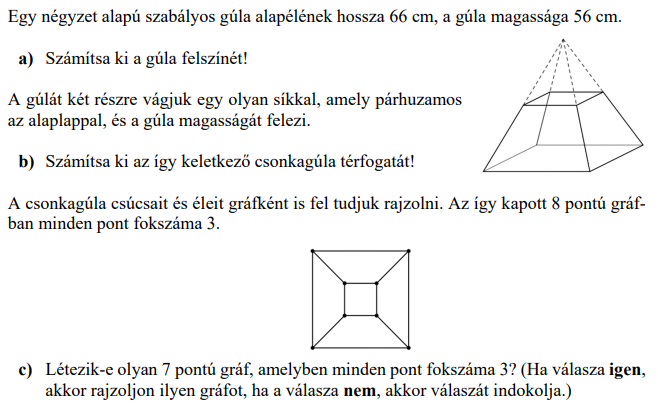 Egy négyzet alapú szabályos gúla alapélének hossza 66 cm, a gúla magassága 56 cm.
a) Számítsa ki a gúla felszínét!
A gúlát két részre vágjuk egy olyan síkkal, amely párhuzamos
az alaplappal, és a gúla magasságát felezi.
b) Számítsa ki az így keletkező csonkagúla térfogatát!
A csonkagúla csúcsait és éleit gráfként is fel tudjuk rajzolni. Az így kapott 8 pontú gráf-
ban minden pont fokszáma 3.
c) Létezik-e olyan 7 pontú gráf, amelyben minden pont fokszáma 3? (Ha válasza igen,
akkor rajzoljon ilyen gráfot, ha a válasza nem, akkor válaszát indokolja.)